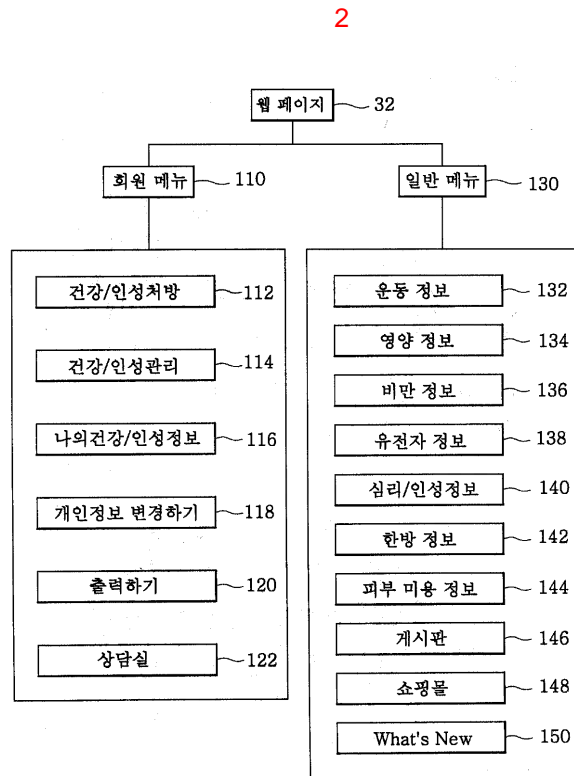 2
웹 페이지 32
회원 메뉴 110
일반 메뉴 130
건강/인성처방 112
건강/인성관리 114
나의건강/인성정보 116
개인정보 변경하기 118
출력하기 120
상담실 122
운동 정보 132
영양 정보 134
비만 정보 136
유전자 정보 138
심리/인성정보 140
한방 정보 142
피부 미용 정보 144
게시판 146
쇼핑몰 148
What's New 150